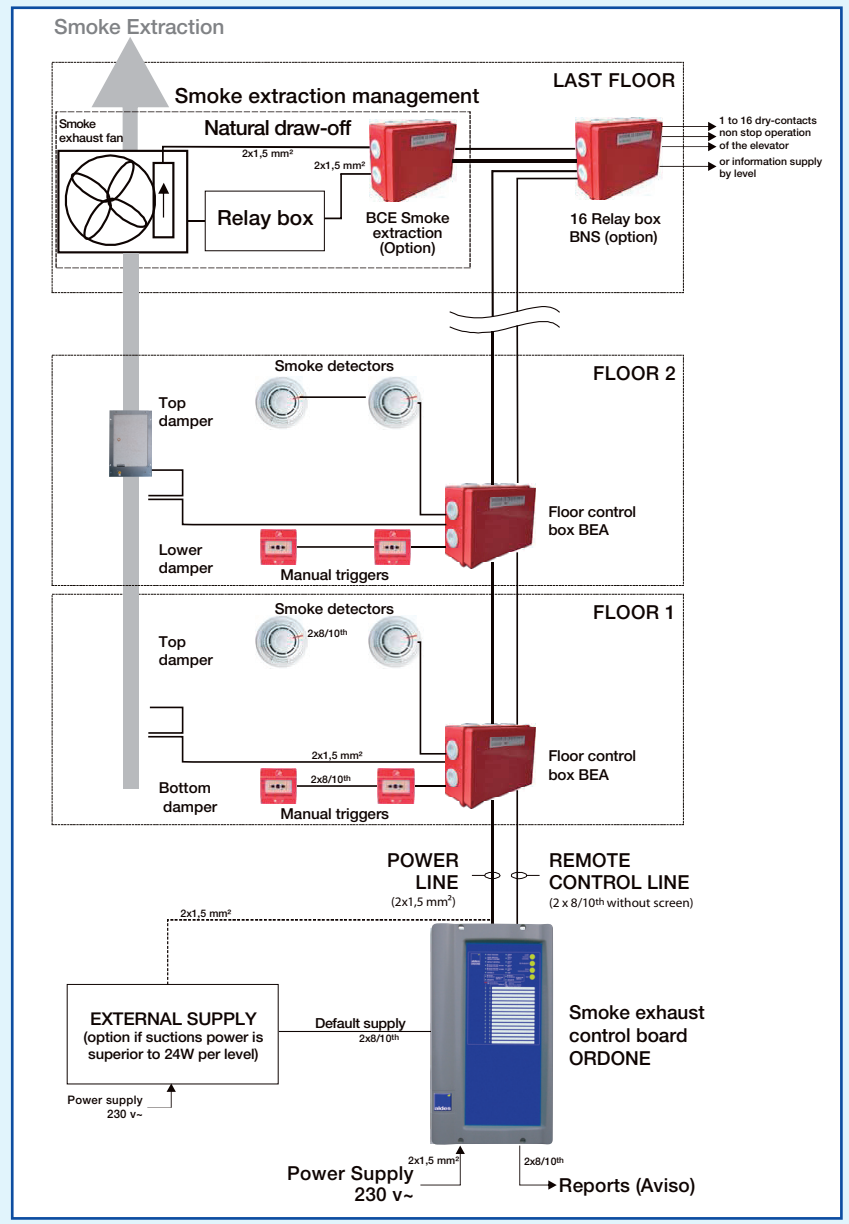 Smoke Extraction
LAST FLOOR
Smoke extraction management
Smoke
exhaust fan
Natural draw-off
2x1,5 mm²
2x1,5 mm²
Relay box
BCE Smoke
extraction
(Option)
16 Relay box
BNS (option)
1 to 16 dry-contacts
non stop operation
of the elevator
or information supply
by level
FLOOR 2
Smoke detectors
Top
damper
Floor control
box BEA
Lower
damper
Manual triggers
FLOOR 1
Smoke detectors
2x8/10th
Top
damper
2x1,5 mm²
Floor control
box BEA
2x8/10th
Bottom
damper
Manual triggers
POWER
LINE
(2x1,5 mm²)
REMOTE
CONTROL LINE
(2 x 8/10th without screen)
2x1,5 mm²
EXTERNAL SUPPLY
(option if suctions power is
superior to 24W per level)
Default supply
2x8/10th
Smoke exhaust
control board
ORDONE
Power supply
230 v~
aldes
2x1,5 mm²
2x8/10th
Power Supply
230 v~
Reports (Aviso)